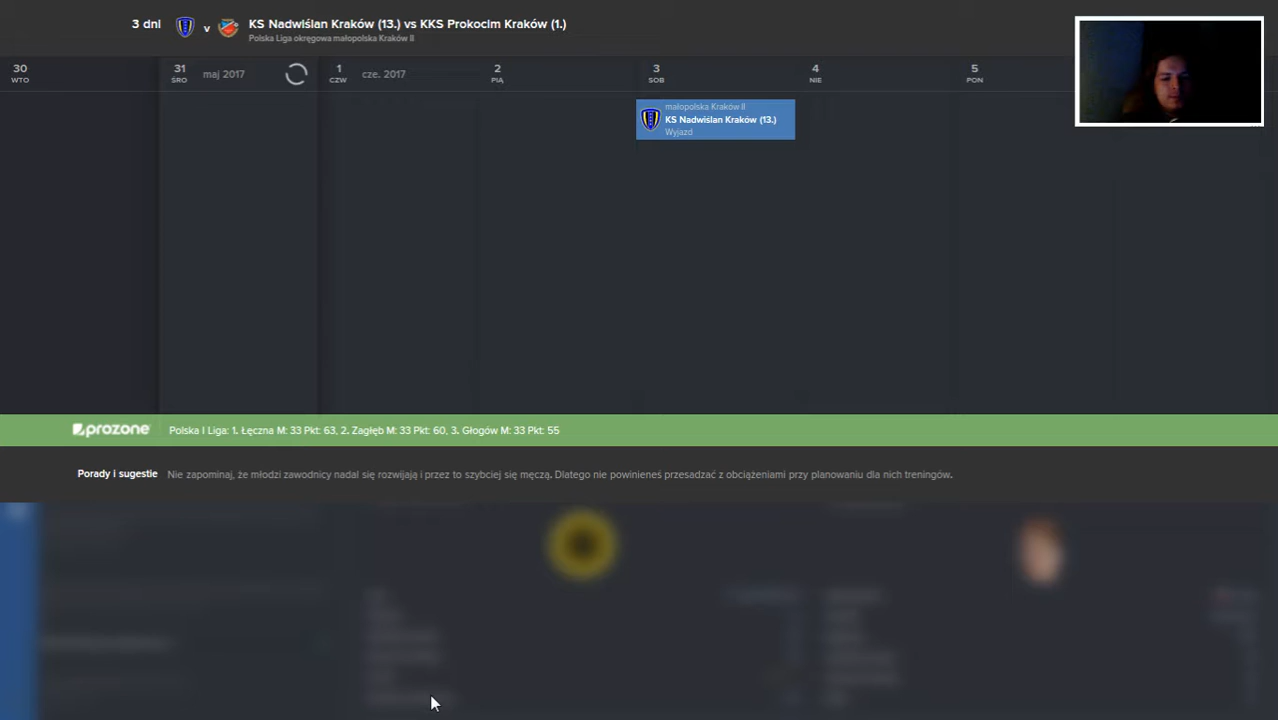 3 dni
v
KS Nadwiślan Kraków (13.) vs KKS Prokocim Kraków (1.)
Polska Liga okręgowa małopolska Kraków II
30
WTO
31
ŚRO
maj 2017
1
CZW
cze. 2017
2
PIĄ
3
SOB
4
NIE
5
PON
małopolska Kraków II
KS Nadwiślan Kraków (13.)
Wyjazd
prozone
Polska I Liga: 1. Łęczna M: 33 Pkt: 63, 2. Zagłęb M: 33 Pkt: 60, 3. Głogów M: 33 Pkt: 55
Porady i sugestie
Nie zapominaj, że młodzi zawodnicy nadal się rozwijają i przez to szybciej się męczą. Dlatego nie powinieneś przesadzać z obciążeniami przy planowaniu dla nich treningów.